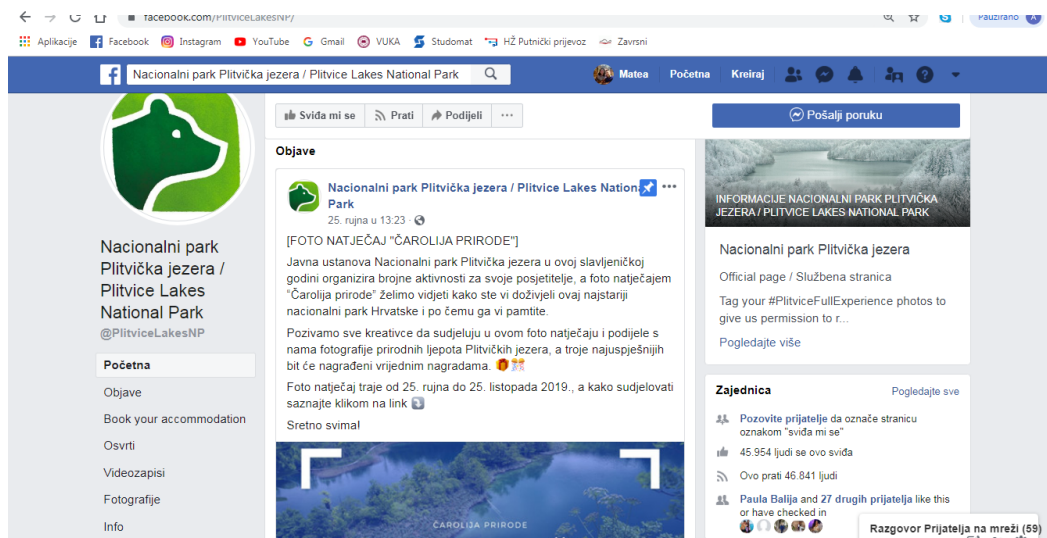 facebook.com/PlitviceLakesNP/
Pauzirano
A
Aplikacije Facebook Instagram YouTube Gmail VUKA Studomat HŽ Putnički prijevoz Zavrsni
Nacionalni park Plitvička jezera / Plitvice Lakes National Park
Matea Početna Kreiraj
Nacionalni park
Plitvička jezera /
Plitvice Lakes
National Park
@PlitviceLakesNP
Početna
Objave
Book your accommodation
Osvrti
Videozapisi
Fotografije
Info
Sviđa mi se Prati Podijeli
Objave
Nacionalni park Plitvička jezera / Plitvice Lakes National
Park
25. rujna u 13:23 ·
[FOTO NATJEČAJ "ČAROLIJA PRIRODE"]
Javna ustanova Nacionalni park Plitvička jezera u ovoj slavljeničkoj
godini organizira brojne aktivnosti za svoje posjetitelje, a foto natječajem
"Čarolija prirode" želimo vidjeti kako ste vi doživjeli ovaj najstariji
nacionalni park Hrvatske i po čemu ga vi pamtite.
Pozivamo sve kreativce da sudjeluju u ovom foto natječaju i podijele s
nama fotografije prirodnih ljepota Plitvičkih jezera, a troje najuspješnijih
bit će nagrađeni vrijednim nagradama.
Foto natječaj traje od 25. rujna do 25. listopada 2019., a kako sudjelovati
saznajte klikom na link
Sretno svima!
ČAROLIJA PRIRODE
Pošalji poruku
INFORMACIJE NACIONALNI PARK PLITVIČKA
JEZERA / PLITVICE LAKES NATIONAL PARK
Nacionalni park Plitvička jezera
Official page / Službena stranica
Tag your #PlitviceFullExperience photos to
give us permission to r...
Pogledajte više
Zajednica Pogledajte sve
Pozovite prijatelje da označe stranicu
oznakom "sviđa mi se"
45.954 ljudi se ovo sviđa
Ovo prati 46.841 ljudi
Paula Balija and 27 drugih prijatelja like this
or have checked in
Razgovor Prijatelja na mreži (59)